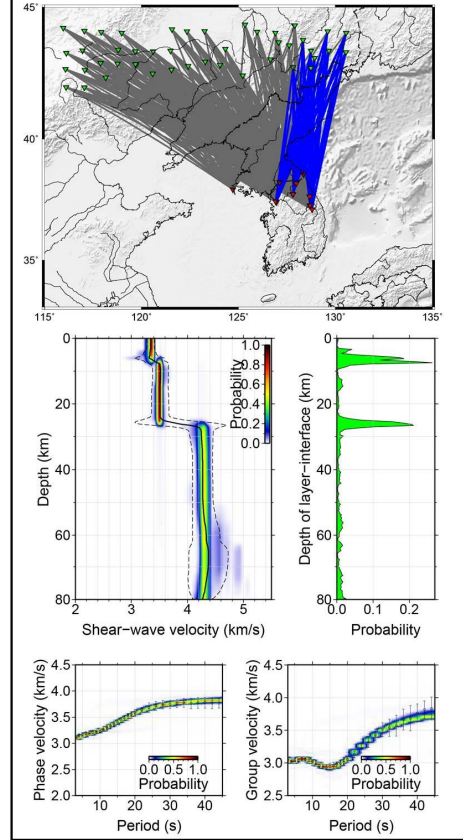 45˚
40˚
35˚
115˚ 120˚ 125˚ 130˚ 135˚
0
20
40
60
80
Depth (km)
2 3 4 5
Shear−wave velocity (km/s)
1.0
0.8
0.6
0.4
0.2
0.0
Probability
0
20
40
60
80
Depth of layer−interface (km)
0.0 0.1 0.2
Probability
4.5
4.0
3.5
3.0
2.5
2.0
Phase velocity (km/s)
0.0 0.5 1.0
Probability
10 20 30 40
Period (s)
4.5
4.0
3.5
3.0
2.5
Group velocity (km/s)
0.0 0.5 1.0
Probability
10 20 30 40
Period (s)